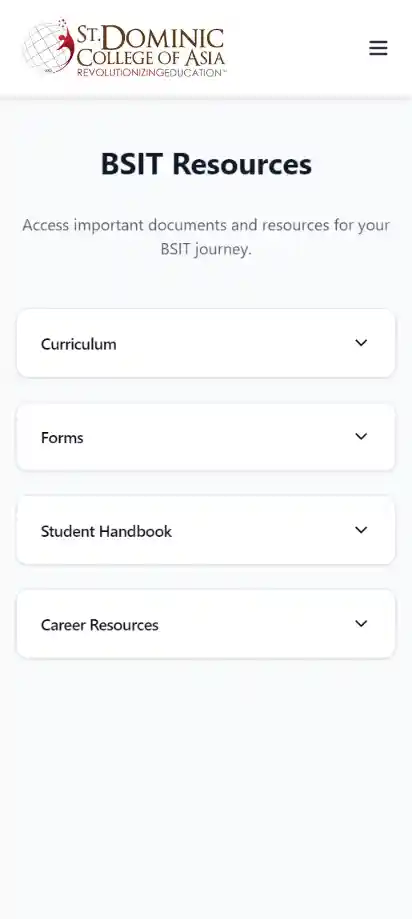 ST. DOMINIC
COLLEGE OF ASIA
REVOLUTIONIZINGEDUCATION™
BSIT Resources
Access important documents and resources for your
BSIT journey.
Curriculum
Forms
Student Handbook
Career Resources